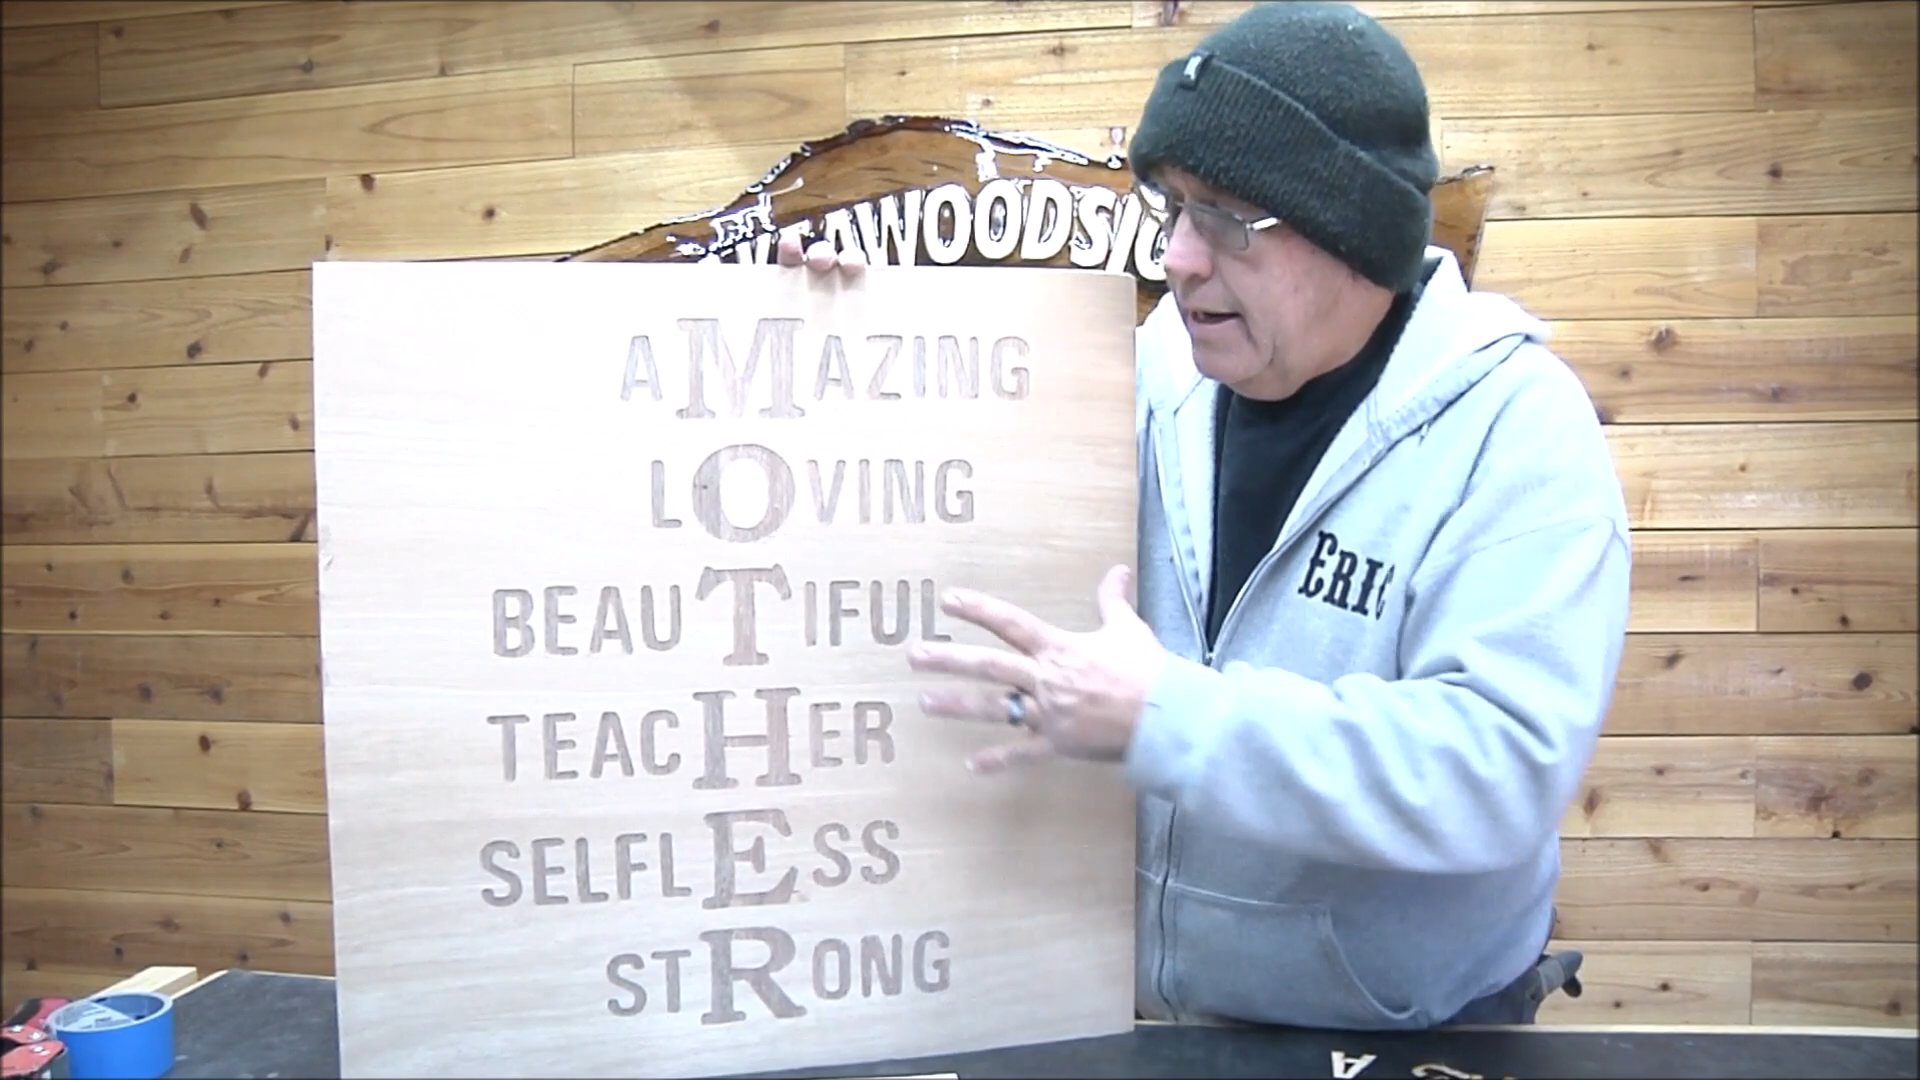 AMAZING
LOVING
BEAUTIFUL
TEACHER
SELFLESS
STRONG
ERIC
A